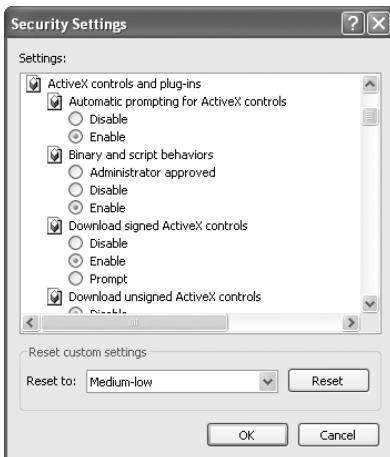 Security Settings
Settings:
ActiveX controls and plug-ins
Automatic prompting for ActiveX controls
Disable
Enable
Binary and script behaviors
Administrator approved
Disable
Enable
Download signed ActiveX controls
Disable
Enable
Prompt
Download unsigned ActiveX controls
Disable
Reset custom settings
Reset to: Medium-low Reset
OK Cancel